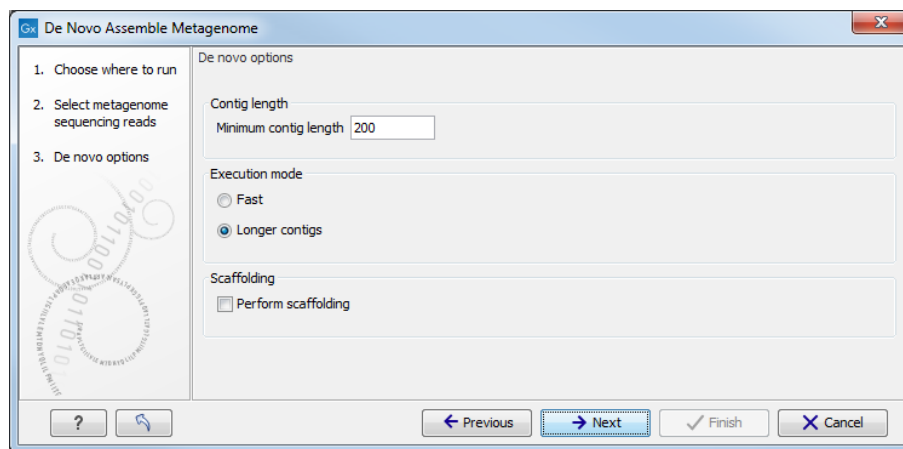 Gx De Novo Assemble Metagenome
1. Choose where to run
2. Select metagenome
sequencing reads
3. De novo options
De novo options
Contig length
Minimum contig length 200
Execution mode
Fast
Longer contigs
Scaffolding
Perform scaffolding
?
Previous
Next
Finish
Cancel